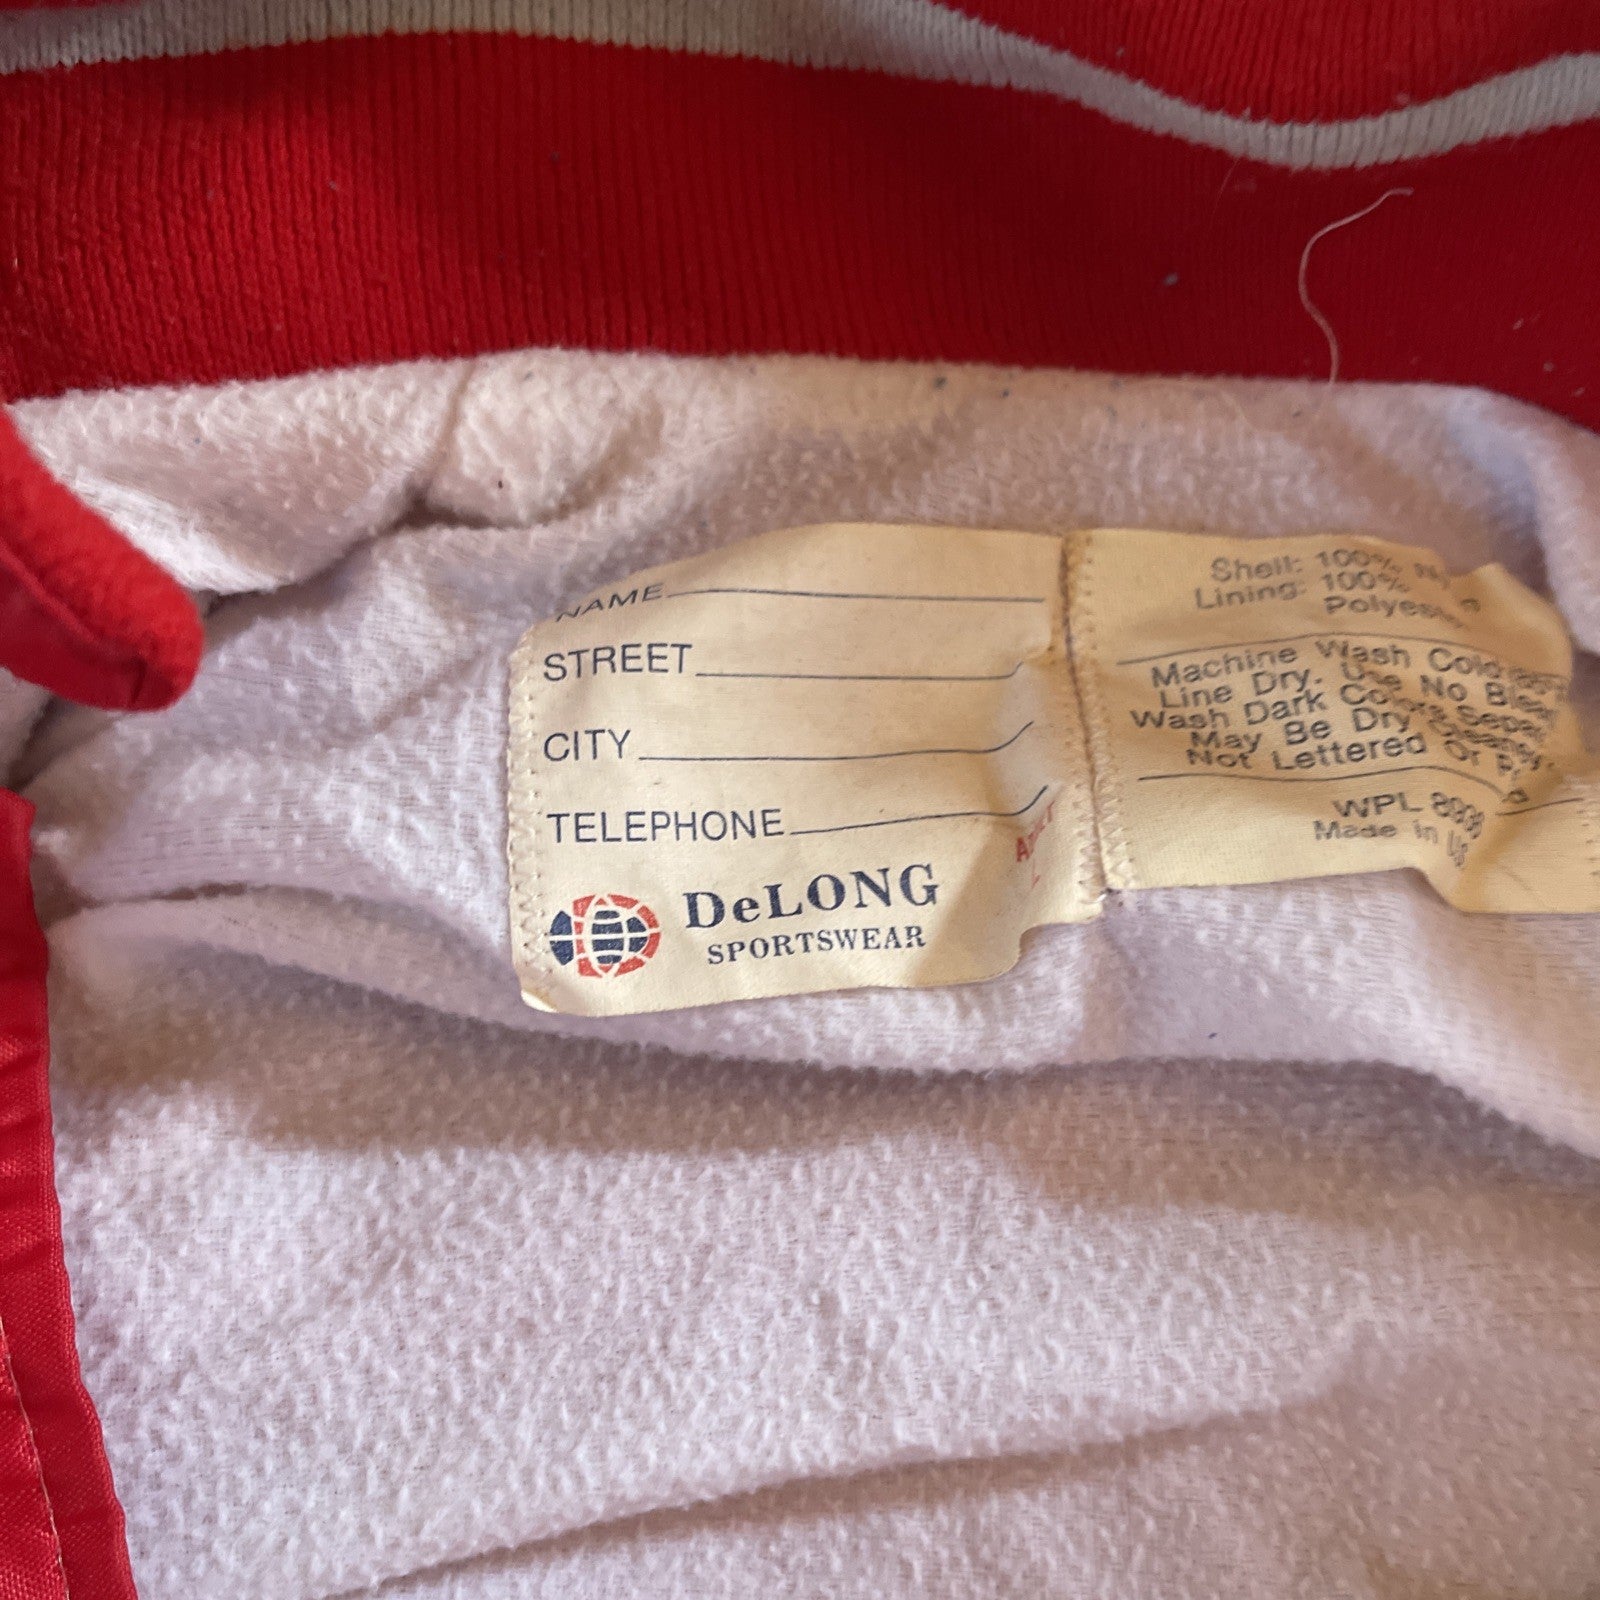 NAME
STREET
CITY
TELEPHONE
DeLONG
SPORTSWEAR
L
Shell: 100%
Lining: 100%
Machine Wash
Line Dry. Use No
Wash Dark Colors
May Be Dry
Not Lettered Or
WPL
Made in